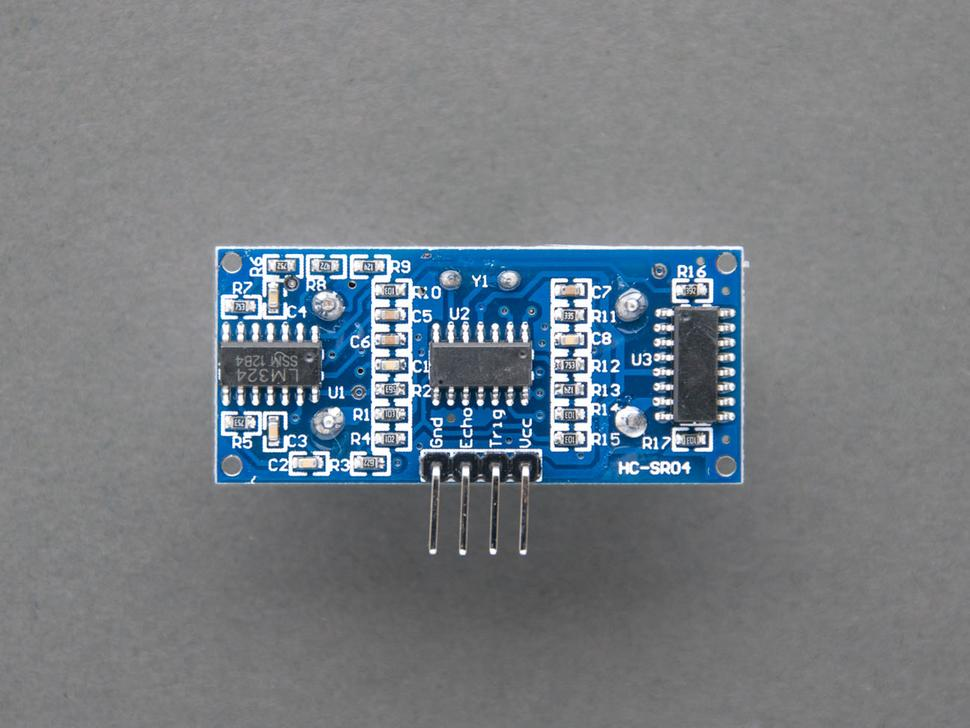 R6
R9
R16
Y1
R7
R8
R10
C7
C4
C5
U2
R11
C6
C8
LM324
SSN12B4
U3
C1
R12
U1
R2
R13
R1
R14
R5
C3
R4
R15
R17
C2
R3
Gnd
Echo
Trig
Vcc
HC-SR04